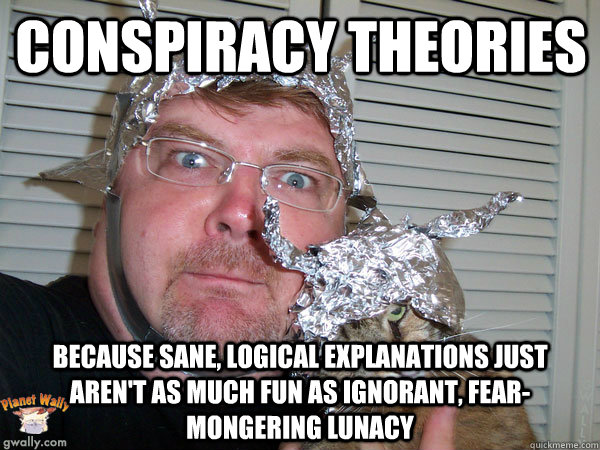 CONSPIRACY THEORIES
BECAUSE SANE, LOGICAL EXPLANATIONS JUST
AREN'T AS MUCH FUN AS IGNORANT, FEAR-
MONGERING LUNACY
Planet Wally
gwally.com
quickmeme.com